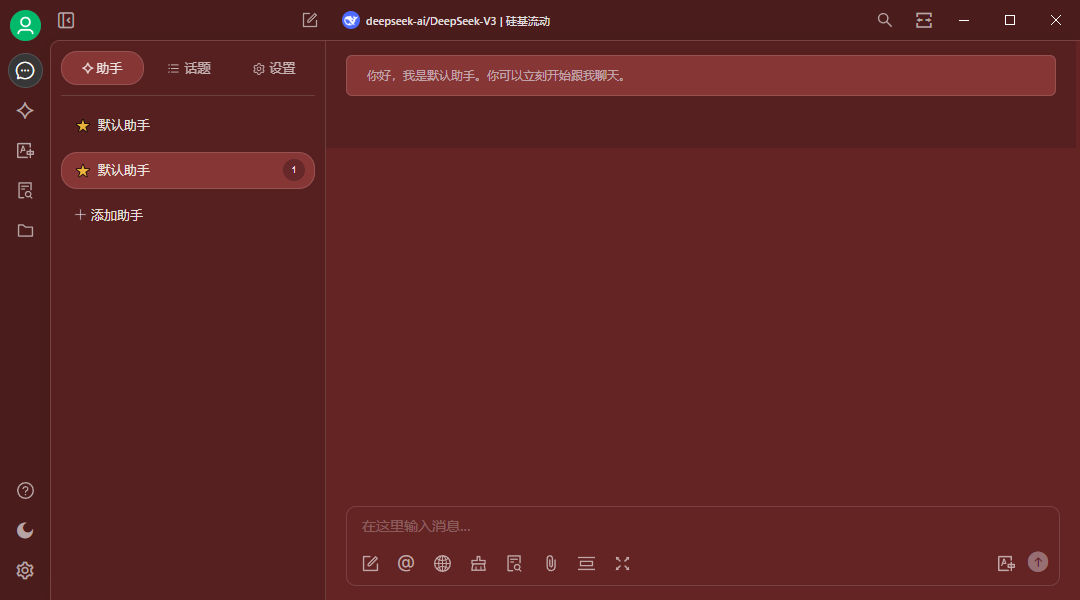 deepseek-ai/DeepSeek-V3 | 硅基流动
助手
话题
设置
默认助手
默认助手
1
添加助手
你好，我是默认助手。你可以立刻开始跟我聊天。
在这里输入消息...